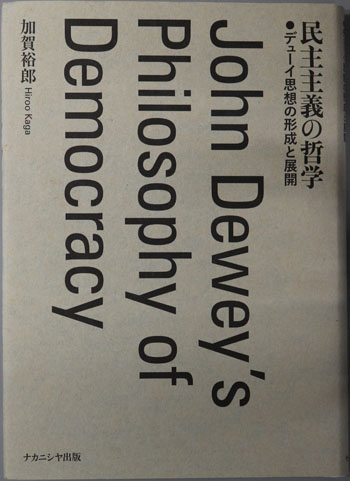 民主主義の哲学
●デューイ思想の形成と展開
John Dewey's
Philosophy of
Democracy
加賀裕郎 Hiroo Kaga
ナカニシヤ出版